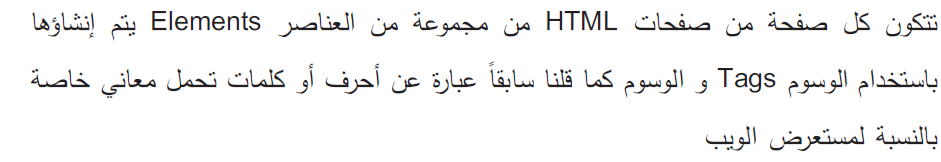 تتكون كل صفحة من صفحات HTML من مجموعة من العناصر Elements يتم إنشاؤها
باستخدام الوسوم Tags و الوسوم كما قلنا سابقاً عبارة عن أحرف أو كلمات تحمل معاني خاصة
بالنسبة لمستعرض الويب